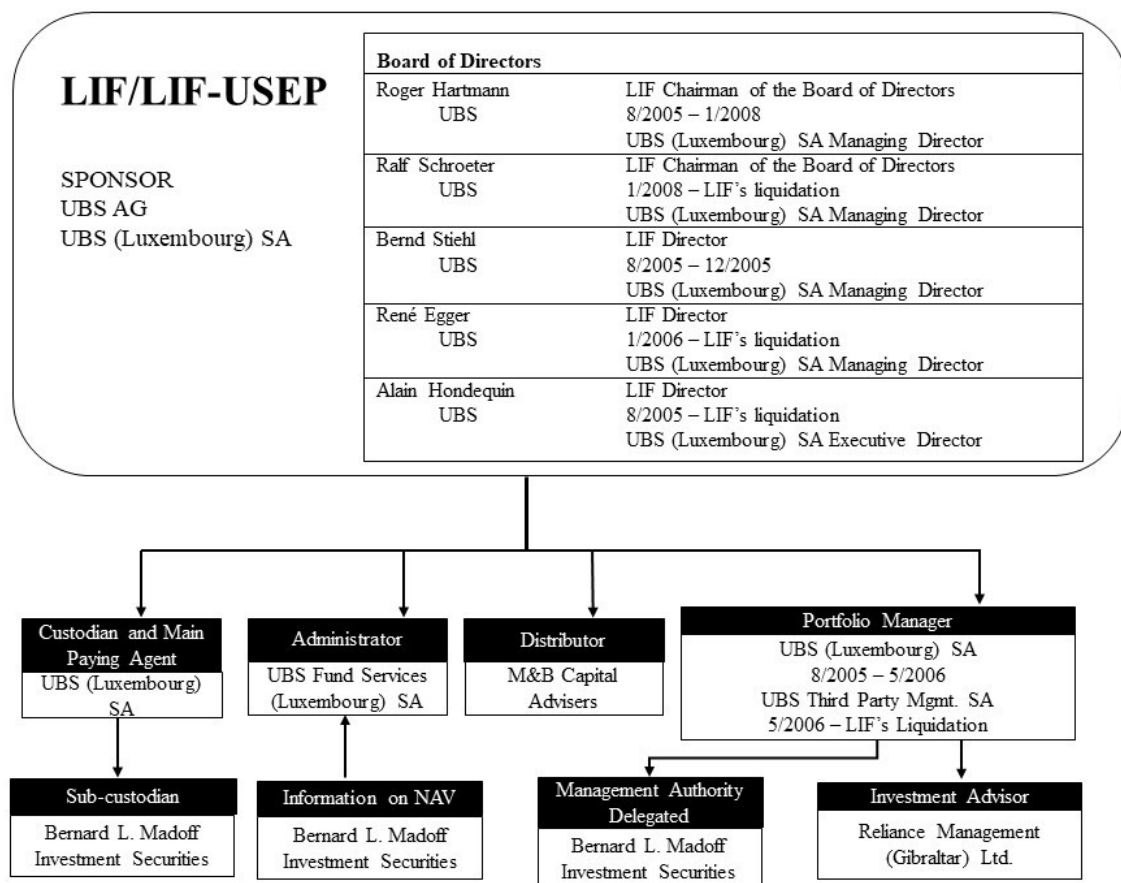 LIF/LIF-USEP
SPONSOR
UBS AG
UBS (Luxembourg) SA
Board of Directors
Roger Hartmann LIF Chairman of the Board of Directors
UBS 8/2005 – 1/2008
UBS (Luxembourg) SA Managing Director
Ralf Schroeter LIF Chairman of the Board of Directors
UBS 1/2008 – LIF's liquidation
UBS (Luxembourg) SA Managing Director
Bernd Stiehl LIF Director
UBS 8/2005 – 12/2005
UBS (Luxembourg) SA Managing Director
René Egger LIF Director
UBS 1/2006 – LIF's liquidation
UBS (Luxembourg) SA Managing Director
Alain Hondequin LIF Director
UBS 8/2005 – LIF's liquidation
UBS (Luxembourg) SA Executive Director
Custodian and Main
Paying Agent
UBS (Luxembourg)
SA
Administrator
UBS Fund Services
(Luxembourg) SA
Distributor
M&B Capital
Advisers
Portfolio Manager
UBS (Luxembourg) SA
8/2005 – 5/2006
UBS Third Party Mgmt. SA
5/2006 – LIF's Liquidation
Sub-custodian
Bernard L. Madoff
Investment Securities
Information on NAV
Bernard L. Madoff
Investment Securities
Management Authority
Delegated
Bernard L. Madoff
Investment Securities
Investment Advisor
Reliance Management
(Gibraltar) Ltd.